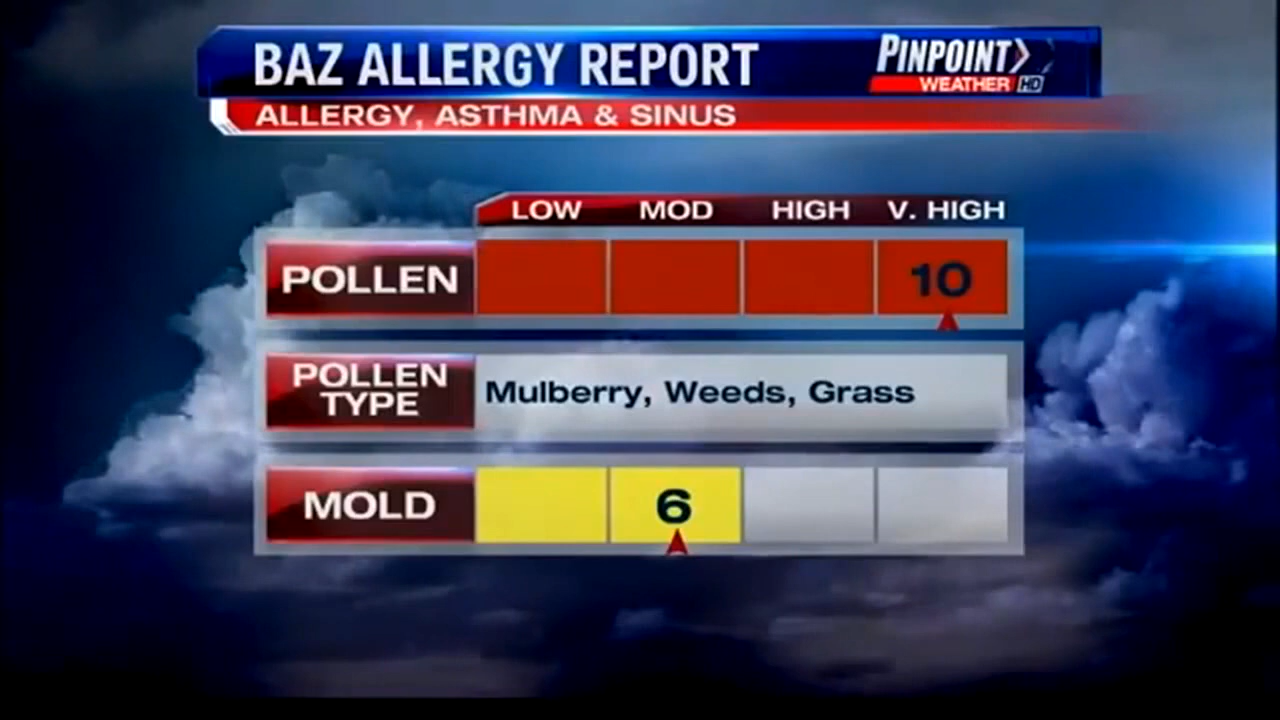 BAZ ALLERGY REPORT
PINPOINT
WEATHER HD
ALLERGY, ASTHMA & SINUS
LOW MOD HIGH V. HIGH
POLLEN 10
POLLEN TYPE Mulberry, Weeds, Grass
MOLD 6